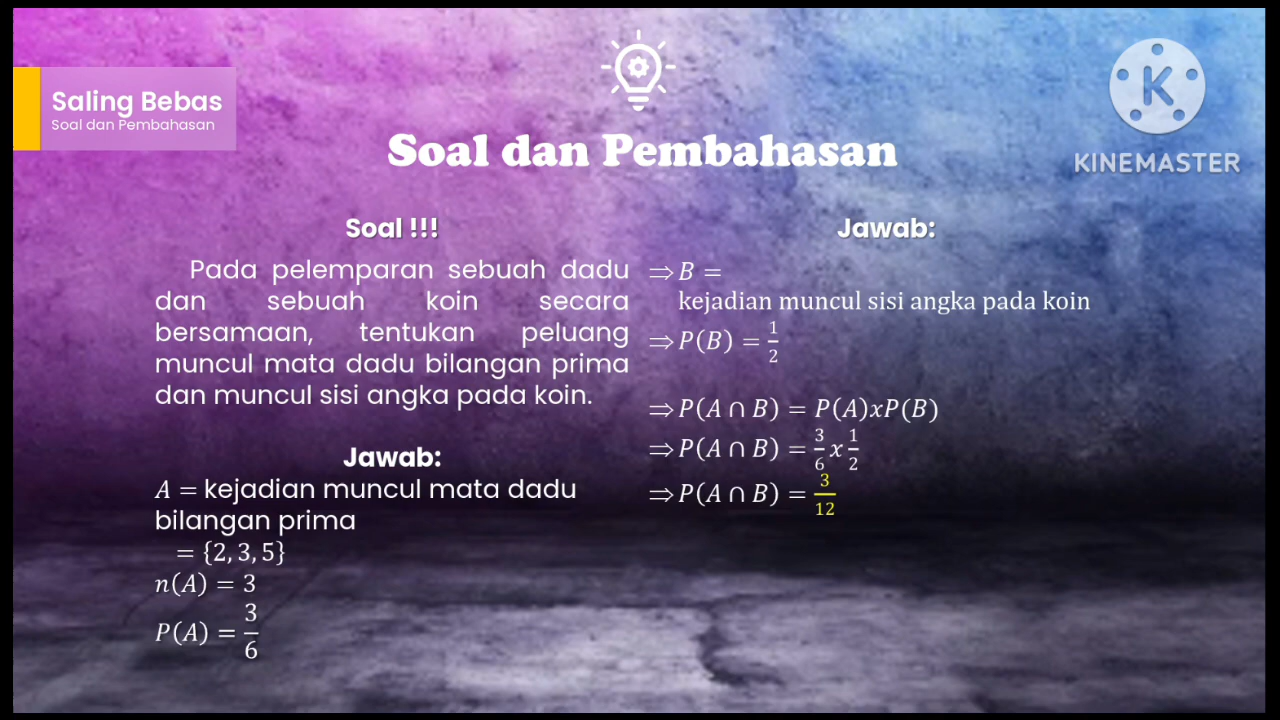 Saling Bebas
Soal dan Pembahasan
KINEMASTER
Soal dan Pembahasan
Soal !!!
Pada pelemparan sebuah dadu
dan sebuah koin secara
bersamaan, tentukan peluang
muncul mata dadu bilangan prima
dan muncul sisi angka pada koin.
Jawab:
A = kejadian muncul mata dadu
bilangan prima
= {2, 3, 5}
n(A) = 3
P(A) = 3/6
Jawab:
⇒ B =
kejadian muncul sisi angka pada koin
⇒ P(B) = 1/2
⇒ P(A ∩ B) = P(A)xP(B)
⇒ P(A ∩ B) = 3/6 x 1/2
⇒ P(A ∩ B) = 3/12